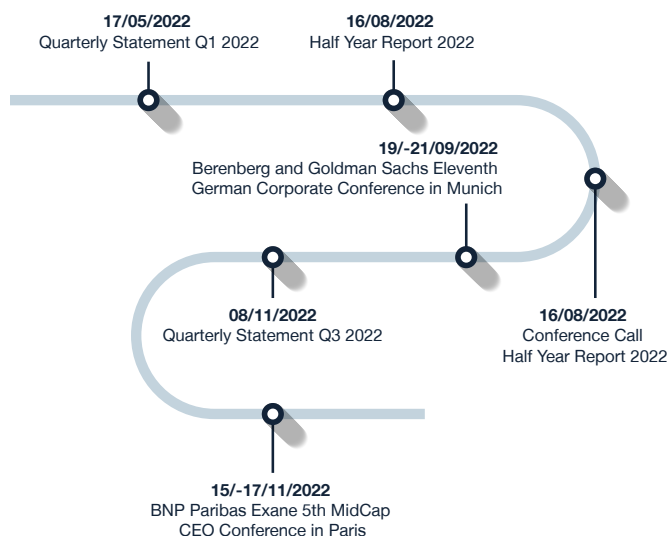 17/05/2022
Quarterly Statement Q1 2022
16/08/2022
Half Year Report 2022
16/08/2022
Conference Call
Half Year Report 2022
19/-21/09/2022
Berenberg and Goldman Sachs Eleventh
German Corporate Conference in Munich
08/11/2022
Quarterly Statement Q3 2022
15/-17/11/2022
BNP Paribas Exane 5th MidCap
CEO Conference in Paris